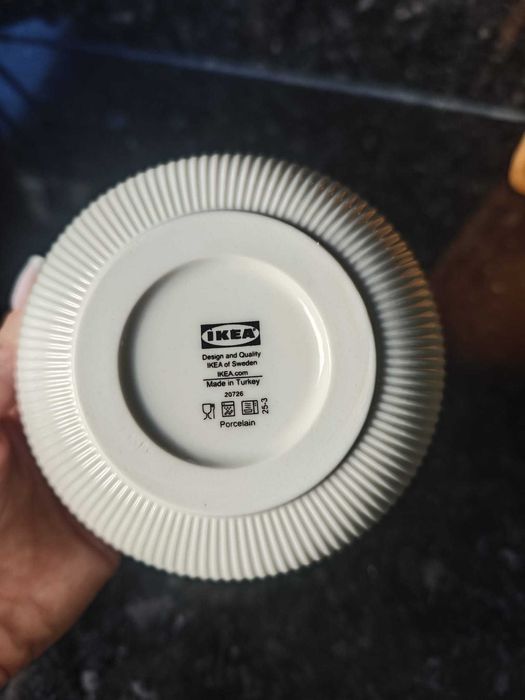 IKEA
Design and Quality
IKEA of Sweden
IKEA.com
Made in Turkey
20726
25-3
Porcelain